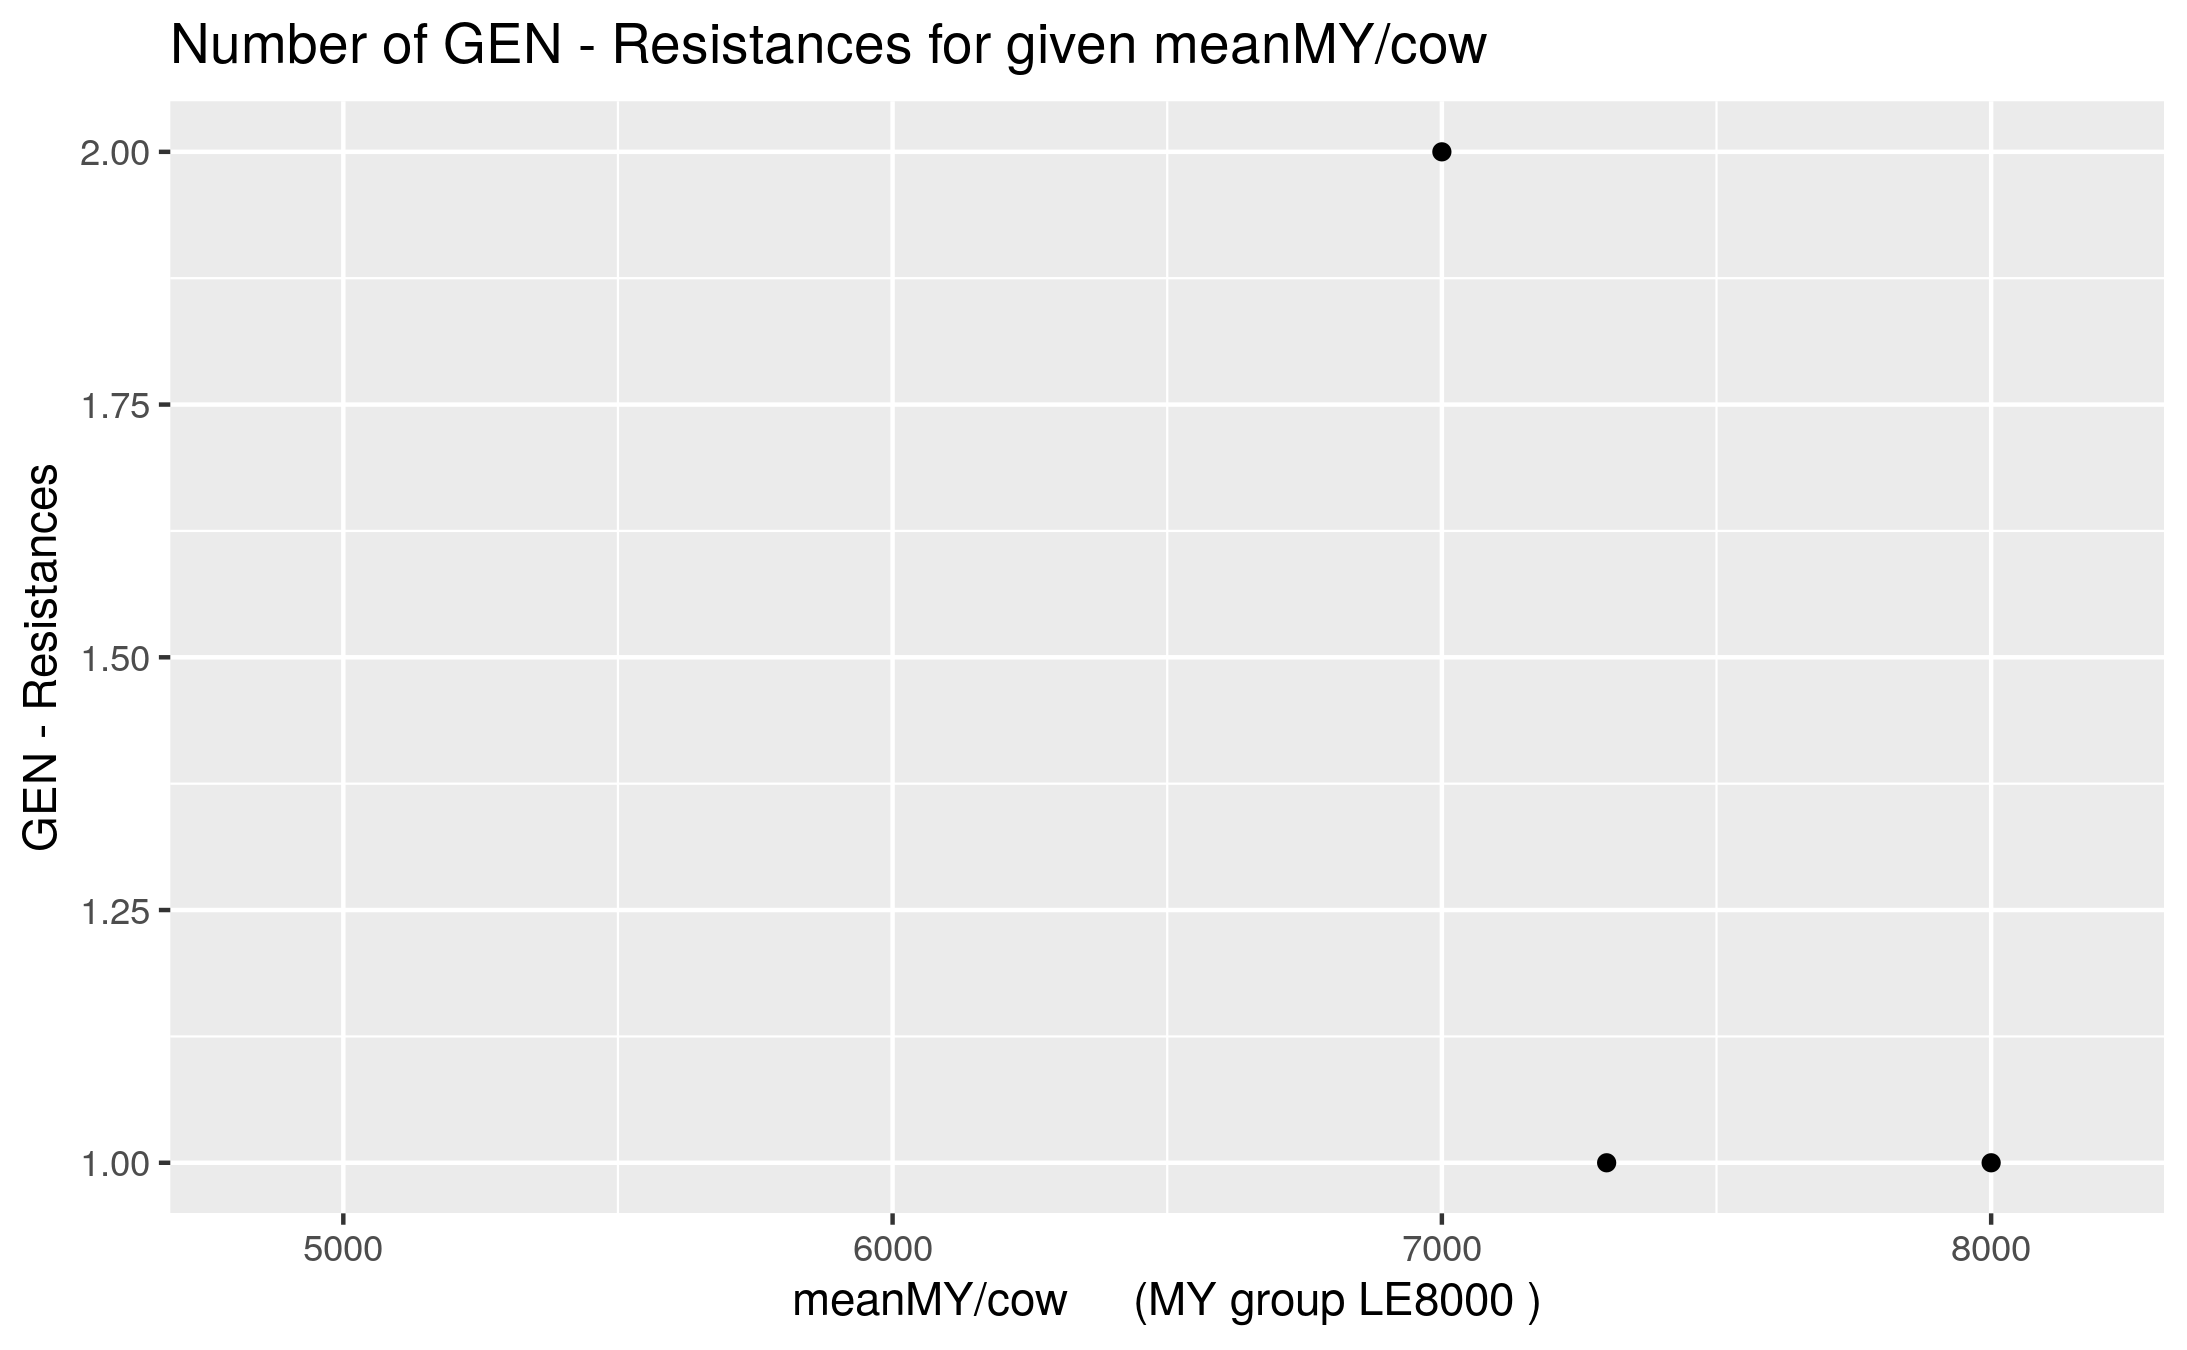 Number of GEN - Resistances for given meanMY/cow
2.00
1.75
1.50
1.25
1.00
GEN - Resistances
5000 6000 7000 8000
meanMY/cow (MY group LE8000 )